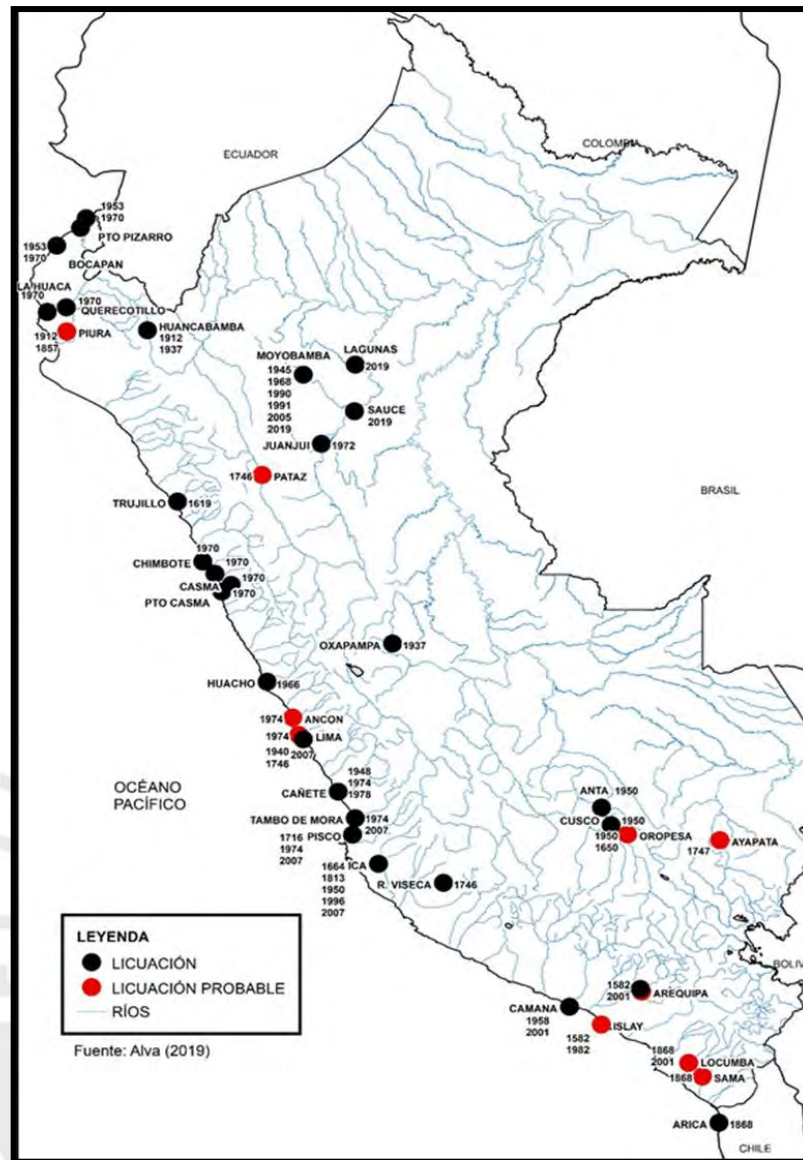 COLOMBIA
ECUADOR
1953
1970
PTO PIZARRO
1953
1970
BOCAPAN
LA HUACA
1970
1970
QUERECOTILLO
1912
1857
PIURA
HUANCABAMBA
1912
1937
MOYOBAMBA
1945
1968
1990
1991
2005
2019
LAGUNAS
2019
SAUCE
2019
JUANJUI
1972
1746
PATAZ
BRASIL
TRUJILLO
1619
1970
CHIMBOTE
1970
CASMA
1970
PTO CASMA
1970
OXAPAMPA
1937
HUACHO
1966
1974
ANCON
1974
LIMA
1940
1746
2007
OCÉANO
PACÍFICO
CAÑETE
1948
1974
1978
TAMBO DE MORA
1974
2007
1716
1974
2007
PISCO
ANTA
1950
CUSCO
1950
1950
1650
OROPESA
1747
AYAPATA
1664
1813
1950
1996
2007
ICA
R. VISECA
1746
LEYENDA
LICUACIÓN
LICUACIÓN PROBABLE
RÍOS
Fuente: Alva (2019)
BOLIV
1582
2001
AREQUIPA
CAMANA
1958
2001
ISLAY
1582
1982
1868
2001
LOCUMBA
1868
SAMA
ARICA
1868
CHILE